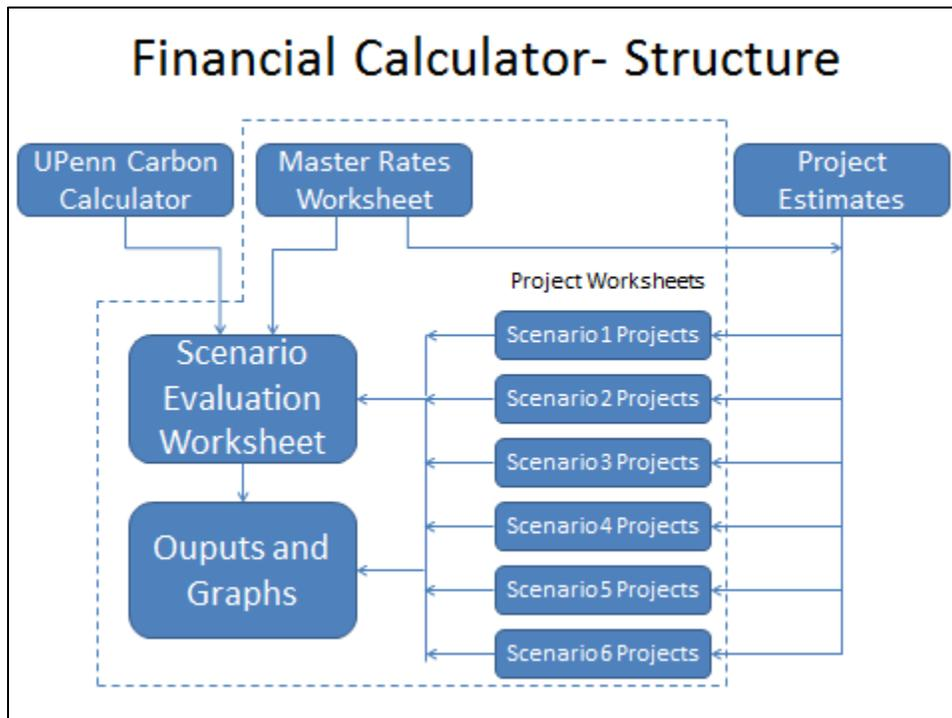 Financial Calculator- Structure
UPenn Carbon
Calculator
Master Rates
Worksheet
Project
Estimates
Project Worksheets
Scenario 1 Projects
Scenario 2 Projects
Scenario 3 Projects
Scenario 4 Projects
Scenario 5 Projects
Scenario 6 Projects
Scenario
Evaluation
Worksheet
Ouputs and
Graphs